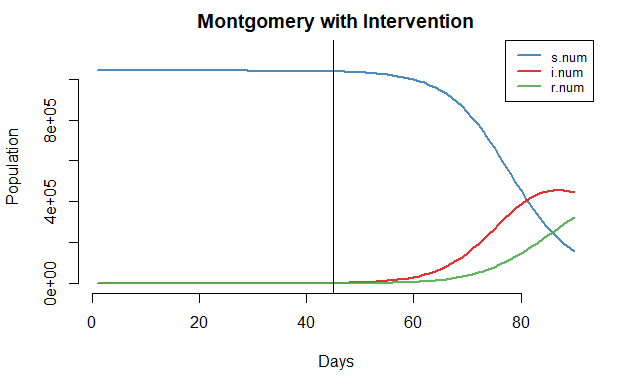 Montgomery with Intervention
s.num
i.num
r.num
Population
8e+05
4e+05
0e+00
0 20 40 60 80
Days